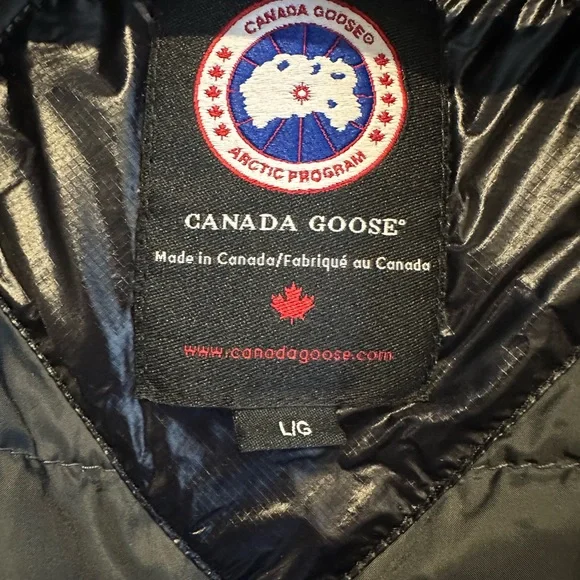 CANADA GOOSE®
ARCTIC PROGRAM
CANADA GOOSE®
Made in Canada/Fabriqué au Canada
www.canadagoose.com
L/G